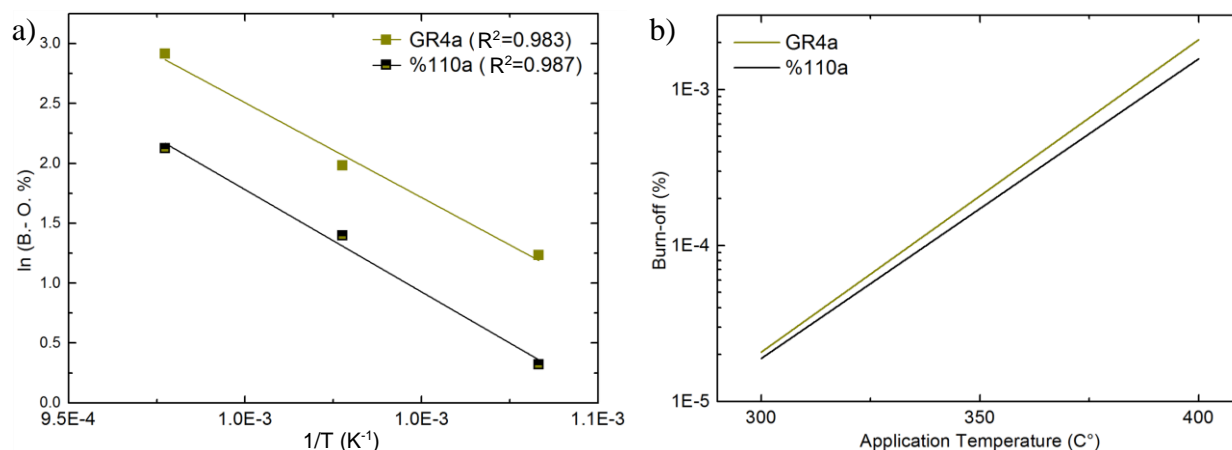 a)
GR4a ( R²=0.983)
%110a ( R²=0.987)
ln (B.- O. %)
3.0
2.5
2.0
1.5
1.0
0.5
0.0
9.5E-4
1.0E-3
1.0E-3
1.1E-3
1/T (K⁻¹)
b)
GR4a
%110a
Burn-off (%)
1E-3
1E-4
1E-5
300
350
400
Application Temperature (C°)